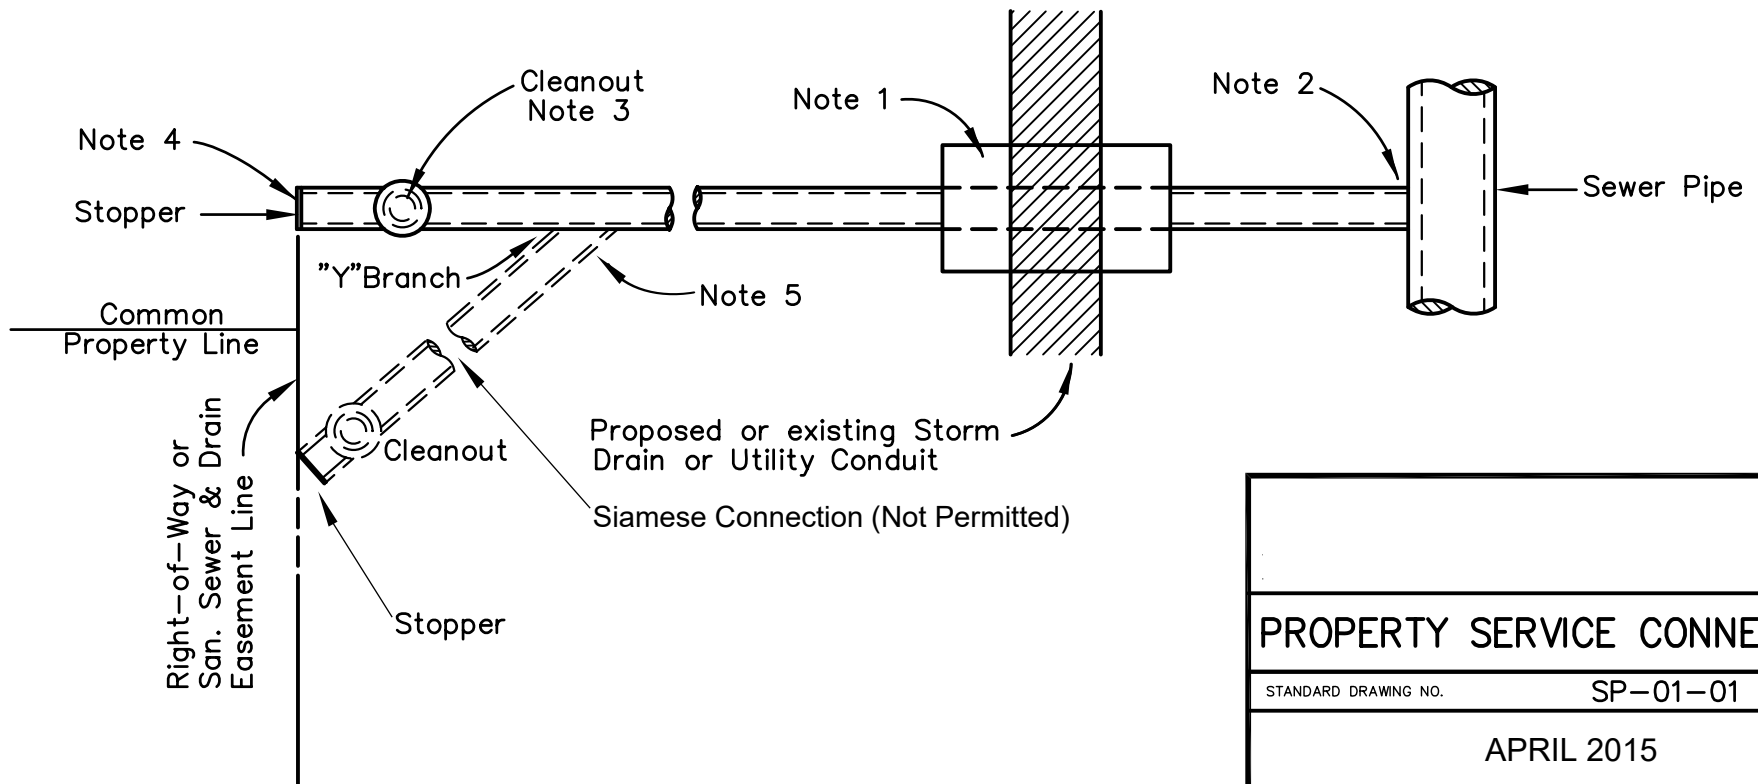 Cleanout
Note 3
Note 1
Note 2
Note 4
Stopper
Sewer Pipe
"Y"Branch
Note 5
Common
Property Line
Right-of-Way or
San. Sewer & Drain
Easement Line
Cleanout
Proposed or existing Storm
Drain or Utility Conduit
Siamese Connection (Not Permitted)
Stopper
PROPERTY SERVICE CONNE
STANDARD DRAWING NO. SP-01-01
APRIL 2015